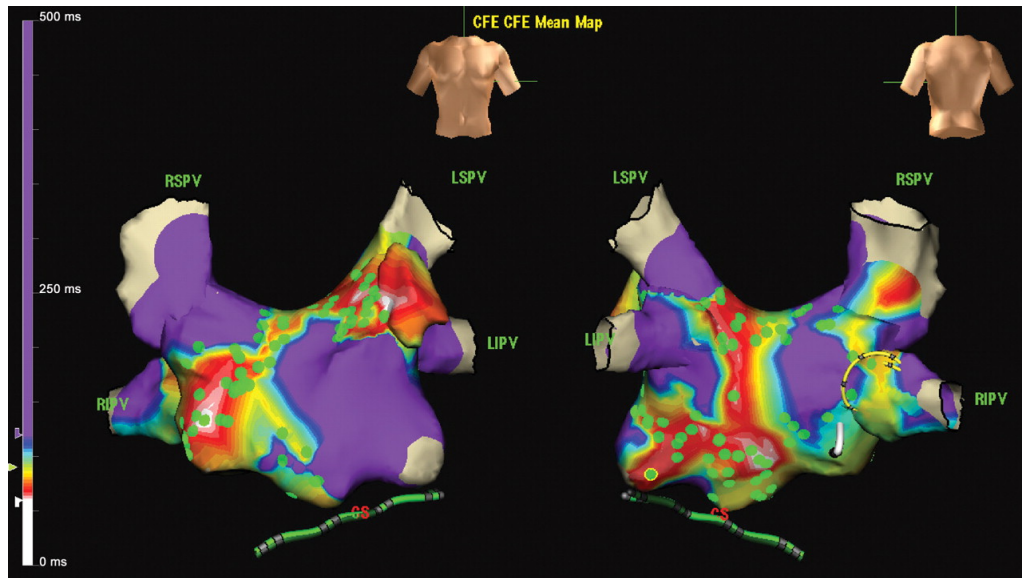 500 ms
CFE CFE Mean Map
RSPV
LSPV
LSPV
RSPV
250 ms
LIPV
LIPV
RIPV
RIPV
CS
CS
0 ms